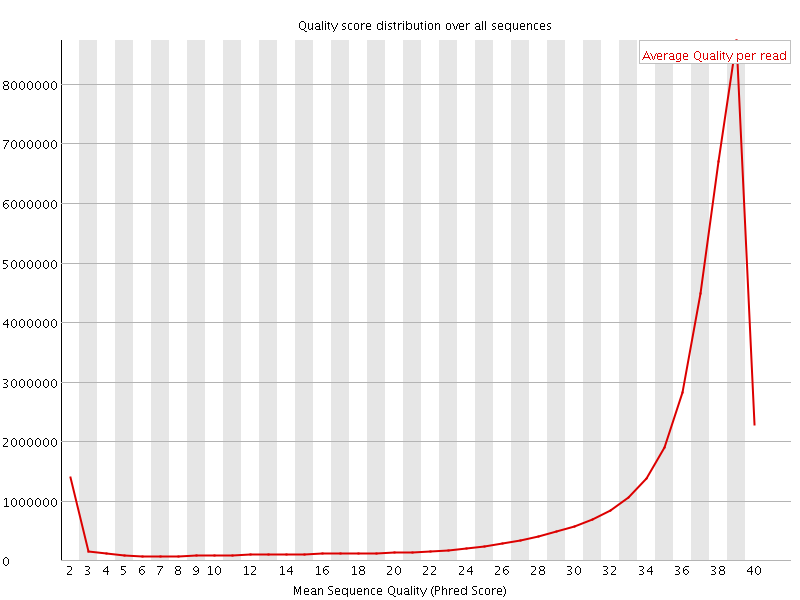 Quality score distribution over all sequences
Average Quality per read
8000000
7000000
6000000
5000000
4000000
3000000
2000000
1000000
0
2 3 4 5 6 7 8 9 10 12 14 16 18 20 22 24 26 28 30 32 34 36 38 40
Mean Sequence Quality (Phred Score)